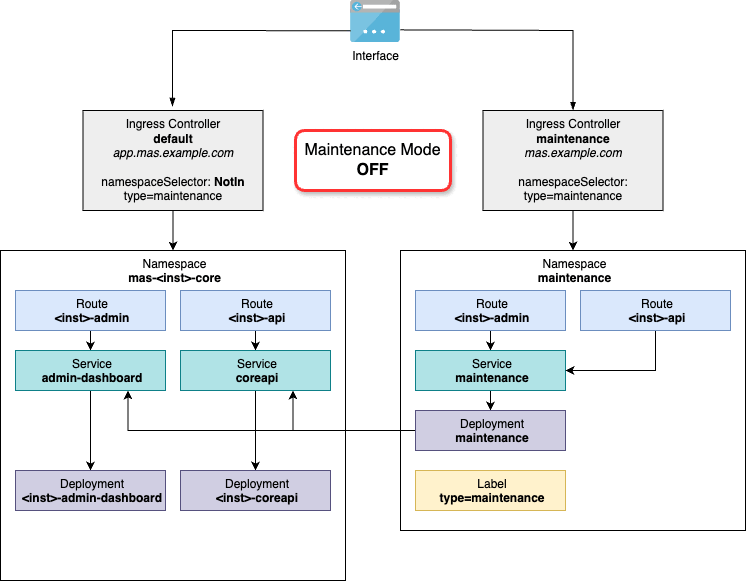 Interface
Ingress Controller
default
app.mas.example.com
namespaceSelector: NotIn
type=maintenance
Maintenance Mode
OFF
Ingress Controller
maintenance
mas.example.com
namespaceSelector:
type=maintenance
Namespace
mas-<inst>-core
Route
<inst>-admin
Route
<inst>-api
Service
admin-dashboard
Service
coreapi
Deployment
<inst>-admin-dashboard
Deployment
<inst>-coreapi
Namespace
maintenance
Route
<inst>-admin
Route
<inst>-api
Service
maintenance
Deployment
maintenance
Label
type=maintenance